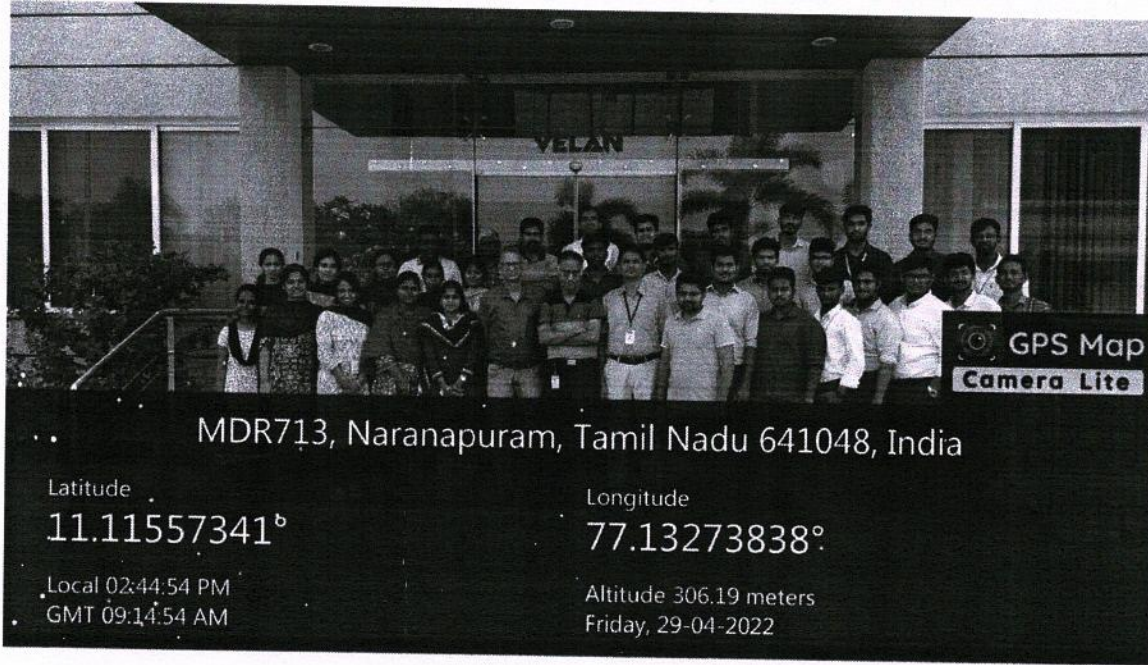 VELAN
GPS Map
Camera Lite
MDR713, Naranapuram, Tamil Nadu 641048, India
Latitude
11.11557341°
Longitude
77.13273838°
Local 02:44:54 PM
GMT 09:14:54 AM
Altitude 306.19 meters
Friday, 29-04-2022